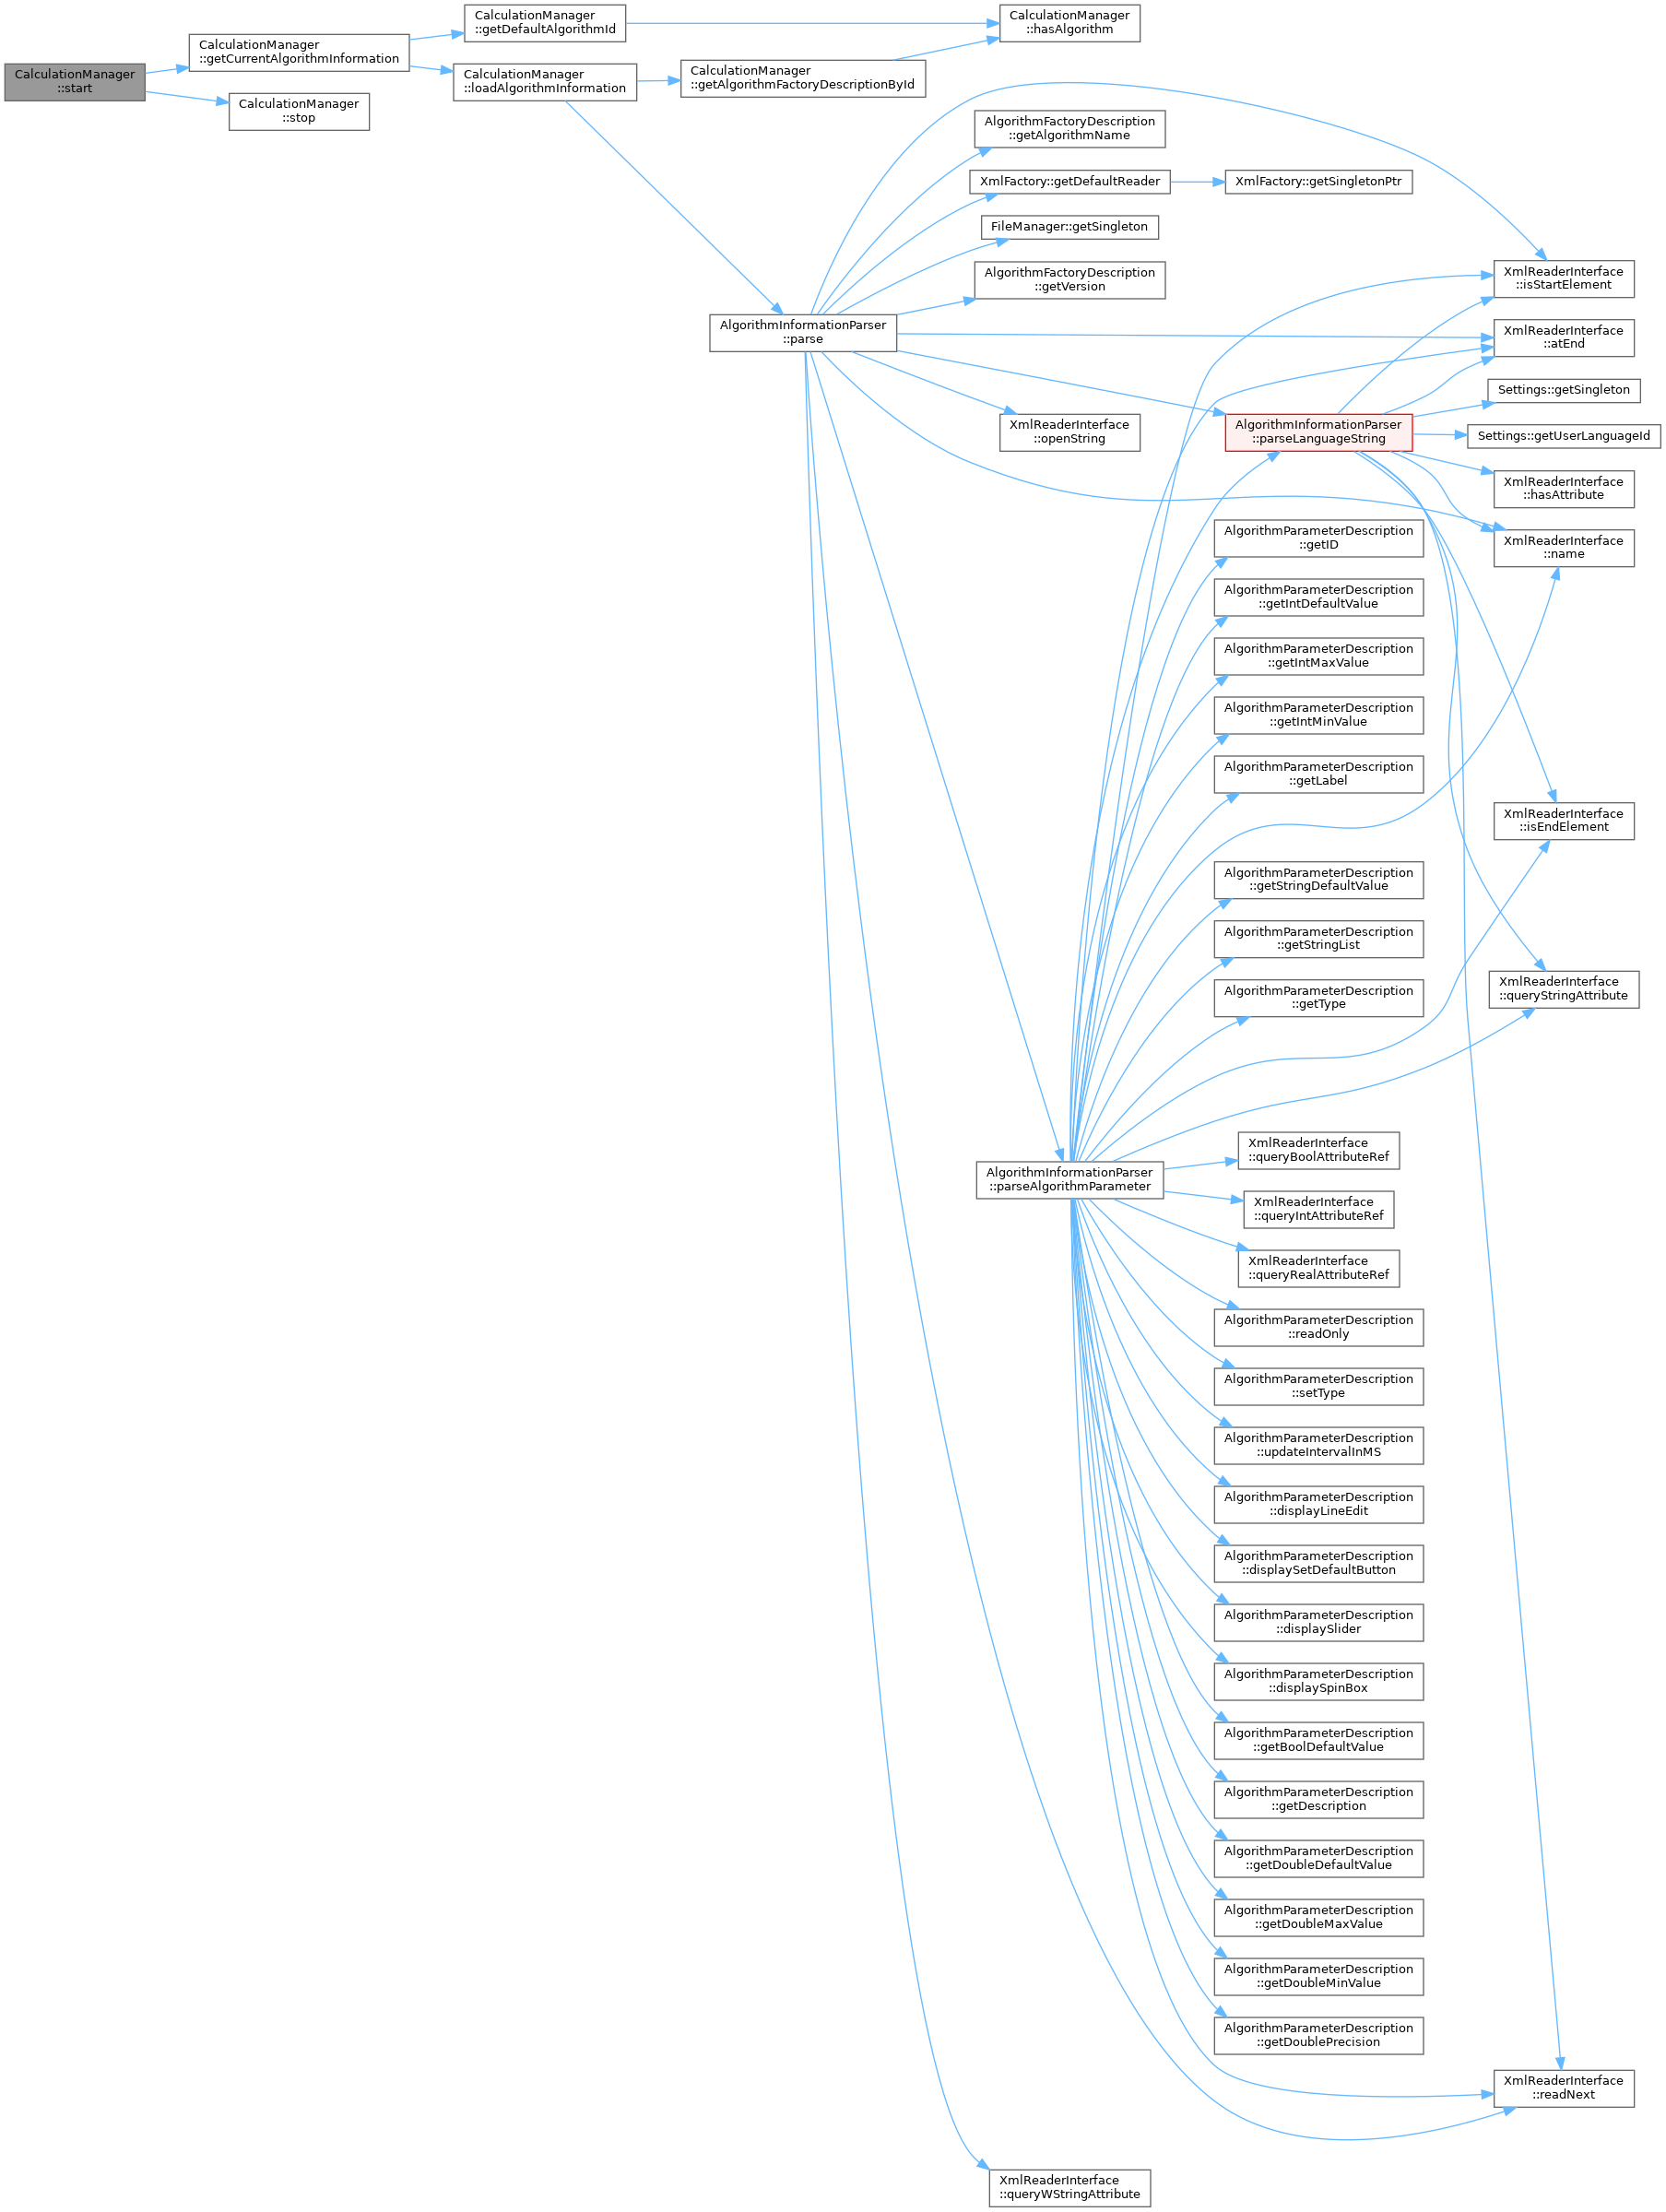 CalculationManager
::start
CalculationManager
::getCurrentAlgorithmInformation
CalculationManager
::stop
CalculationManager
::getDefaultAlgorithmId
CalculationManager
::loadAlgorithmInformation
CalculationManager
::getAlgorithmFactoryDescriptionById
CalculationManager
::hasAlgorithm
AlgorithmInformationParser
::parse
AlgorithmFactoryDescription
::getAlgorithmName
XmlFactory::getDefaultReader
XmlFactory::getSingletonPtr
FileManager::getSingleton
AlgorithmFactoryDescription
::getVersion
XmlReaderInterface
::openString
AlgorithmInformationParser
::parseLanguageString
XmlReaderInterface
::isStartElement
XmlReaderInterface
::atEnd
Settings::getSingleton
Settings::getUserLanguageId
XmlReaderInterface
::hasAttribute
XmlReaderInterface
::name
AlgorithmParameterDescription
::getID
AlgorithmParameterDescription
::getIntDefaultValue
AlgorithmParameterDescription
::getIntMaxValue
AlgorithmParameterDescription
::getIntMinValue
AlgorithmParameterDescription
::getLabel
XmlReaderInterface
::isEndElement
AlgorithmParameterDescription
::getStringDefaultValue
AlgorithmParameterDescription
::getStringList
AlgorithmParameterDescription
::getType
XmlReaderInterface
::queryStringAttribute
AlgorithmInformationParser
::parseAlgorithmParameter
XmlReaderInterface
::queryBoolAttributeRef
XmlReaderInterface
::queryIntAttributeRef
XmlReaderInterface
::queryRealAttributeRef
AlgorithmParameterDescription
::readOnly
AlgorithmParameterDescription
::setType
AlgorithmParameterDescription
::updateIntervalInMS
AlgorithmParameterDescription
::displayLineEdit
AlgorithmParameterDescription
::displaySetDefaultButton
AlgorithmParameterDescription
::displaySlider
AlgorithmParameterDescription
::displaySpinBox
AlgorithmParameterDescription
::getBoolDefaultValue
AlgorithmParameterDescription
::getDescription
AlgorithmParameterDescription
::getDoubleDefaultValue
AlgorithmParameterDescription
::getDoubleMaxValue
AlgorithmParameterDescription
::getDoubleMinValue
AlgorithmParameterDescription
::getDoublePrecision
XmlReaderInterface
::readNext
XmlReaderInterface
::queryWStringAttribute